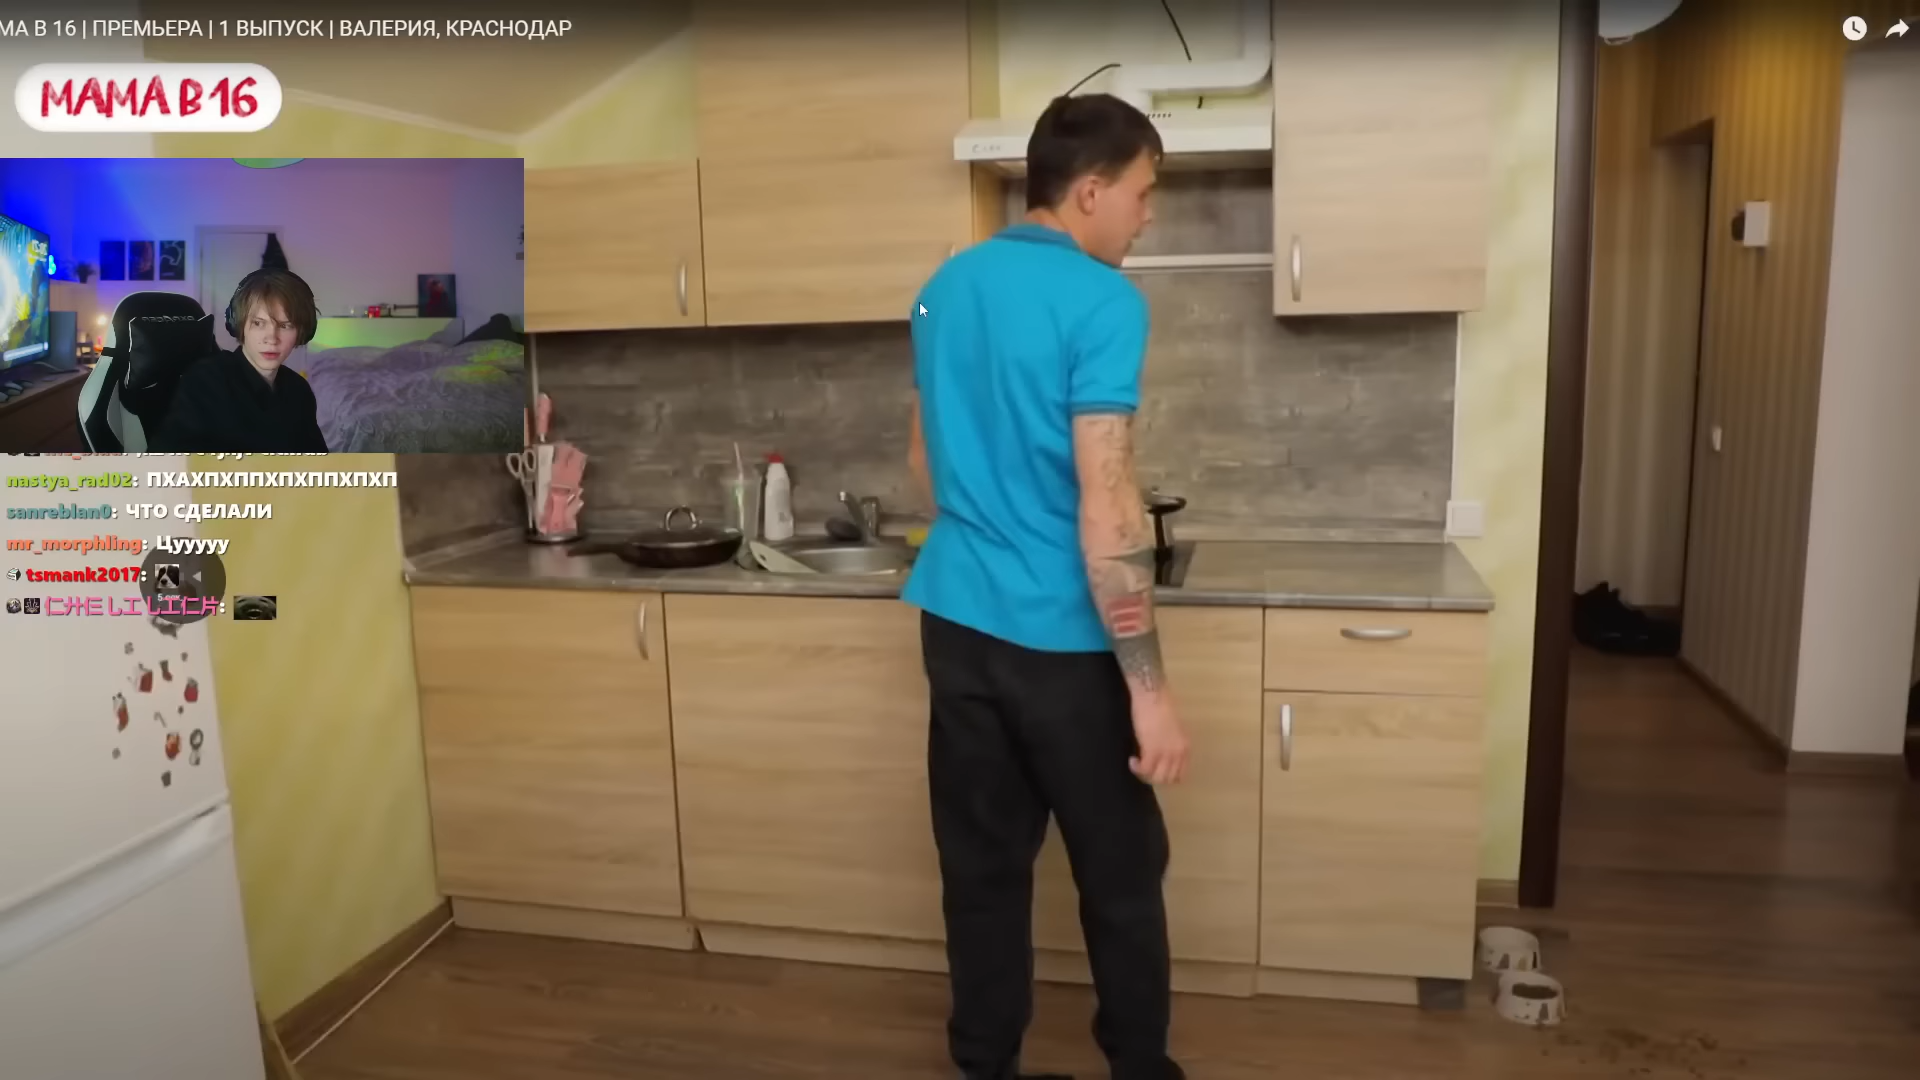 МА В 16 | ПРЕМЬЕРА | 1 ВЫПУСК | ВАЛЕРИЯ, КРАСНОДАР
МАМА В 16
nastya_rad02: ПХАХПХППХПХППХПХП
sanreblan0: ЧТО СДЕЛАЛИ
mr_morphling: Цууууу
tsmank2017: